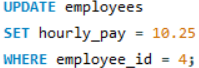 UPDATE employees
SET hourly_pay = 10.25
WHERE employee_id = 4;